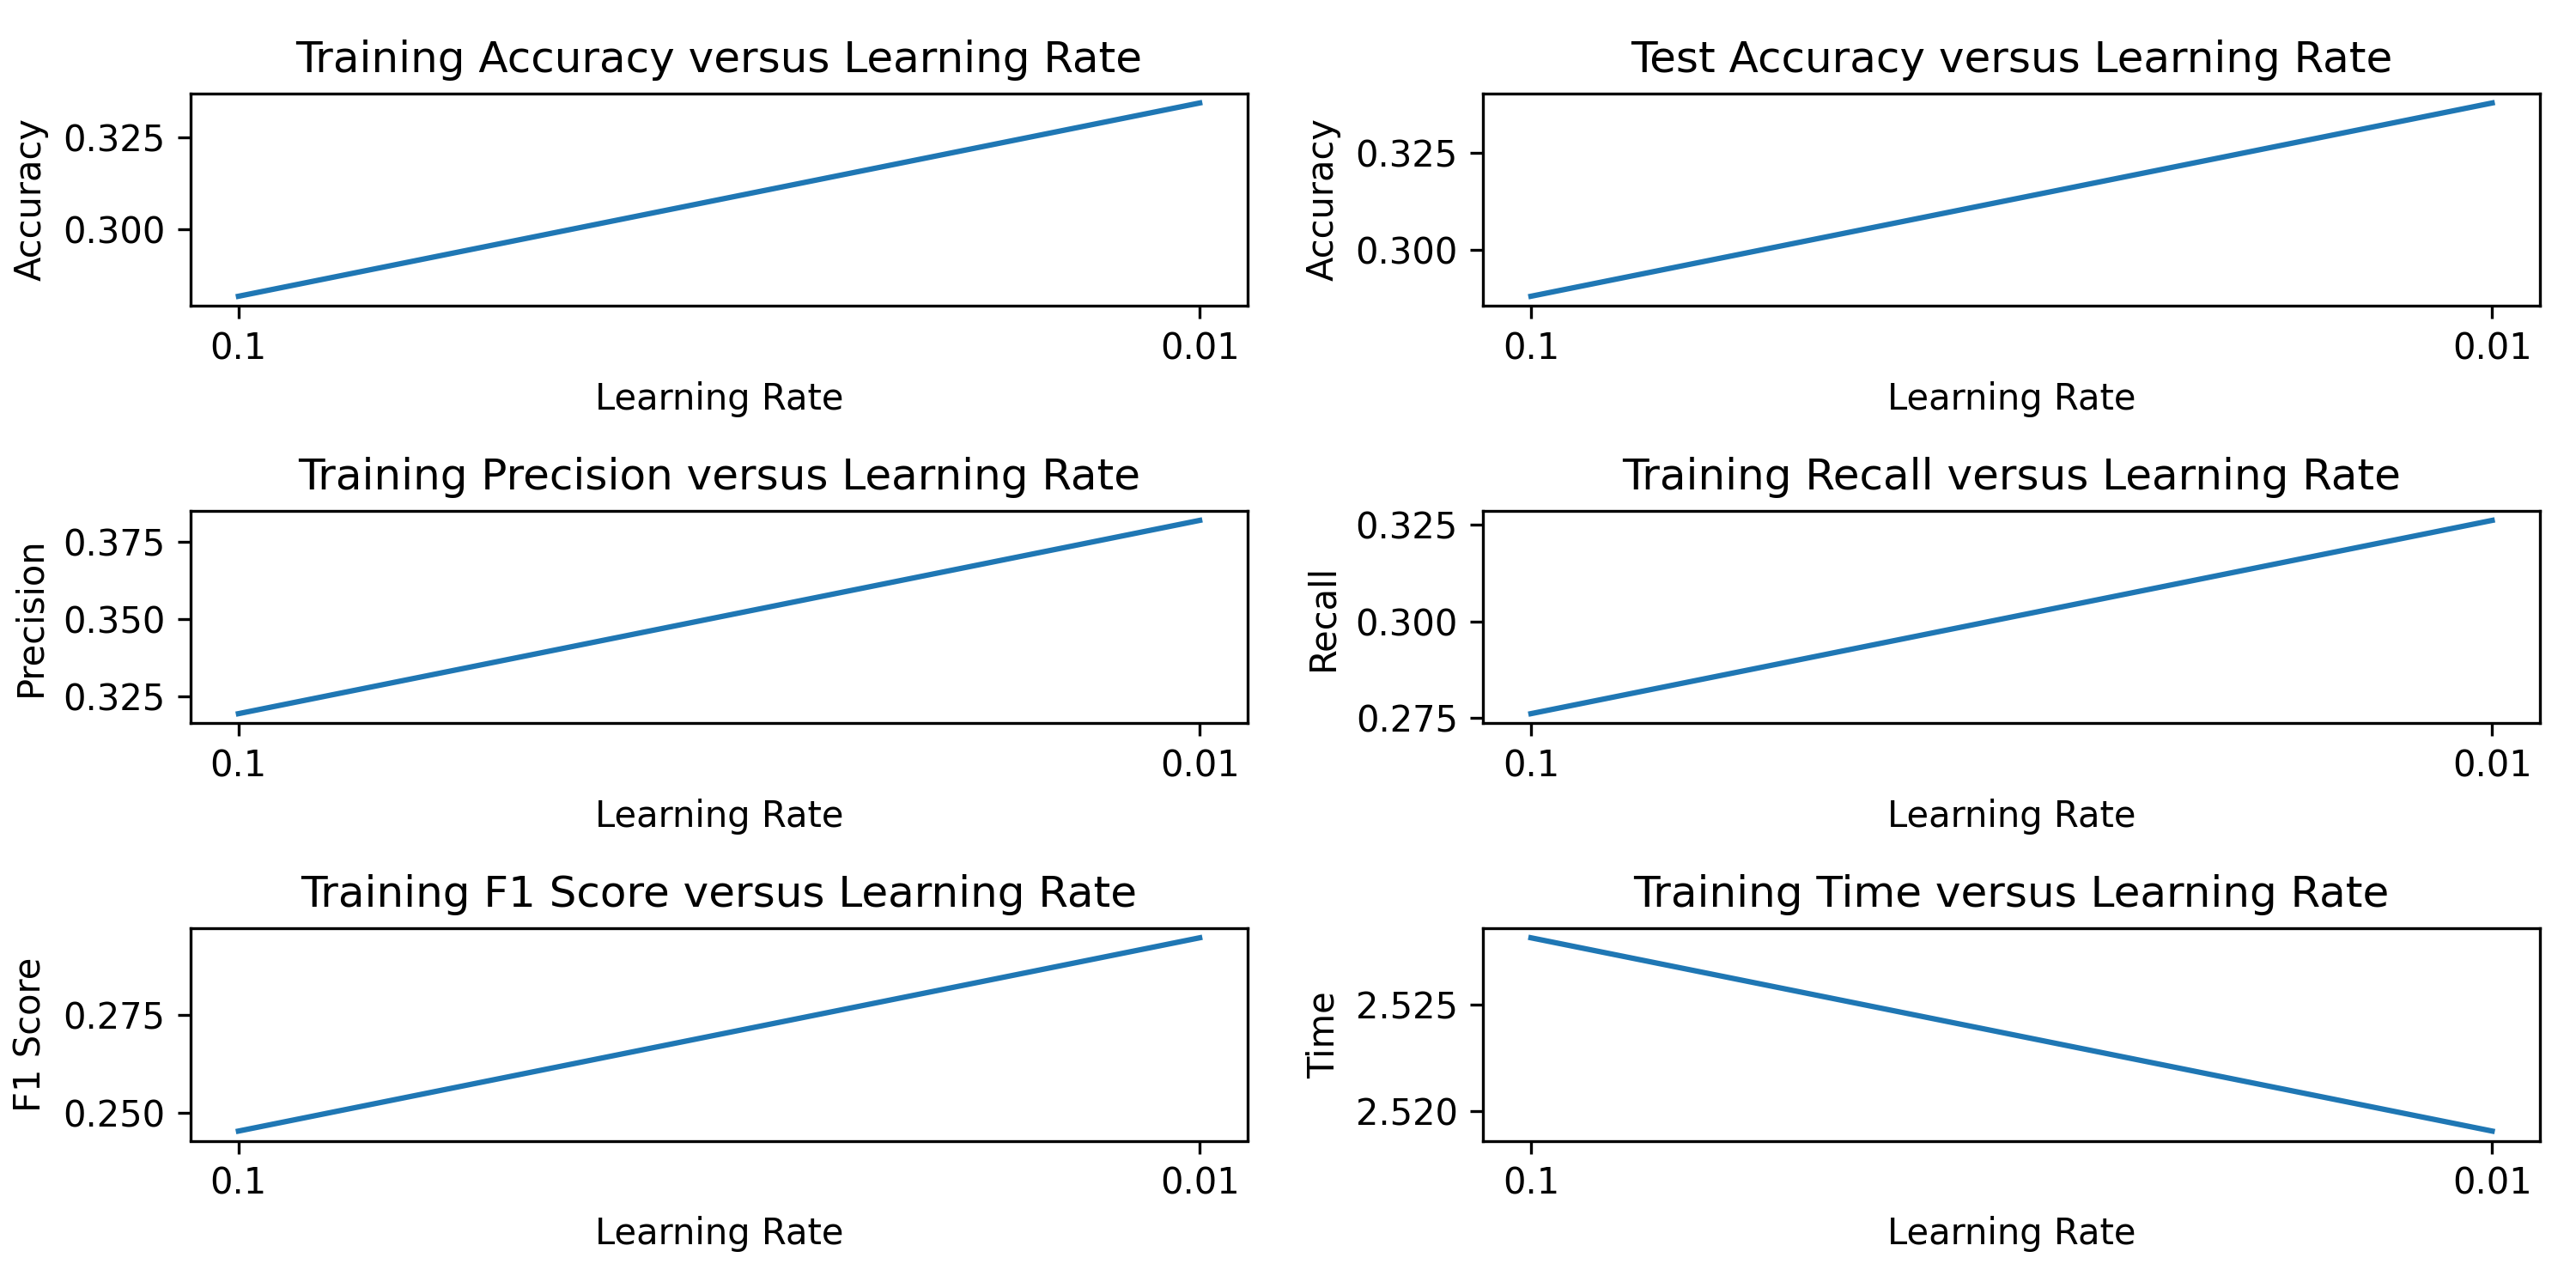 Training Accuracy versus Learning Rate
Accuracy
0.325
0.300
0.1
0.01
Learning Rate
Test Accuracy versus Learning Rate
Accuracy
0.325
0.300
0.1
0.01
Learning Rate
Training Precision versus Learning Rate
Precision
0.375
0.350
0.325
0.1
0.01
Learning Rate
Training Recall versus Learning Rate
Recall
0.325
0.300
0.275
0.1
0.01
Learning Rate
Training F1 Score versus Learning Rate
F1 Score
0.275
0.250
0.1
0.01
Learning Rate
Training Time versus Learning Rate
Time
2.525
2.520
0.1
0.01
Learning Rate